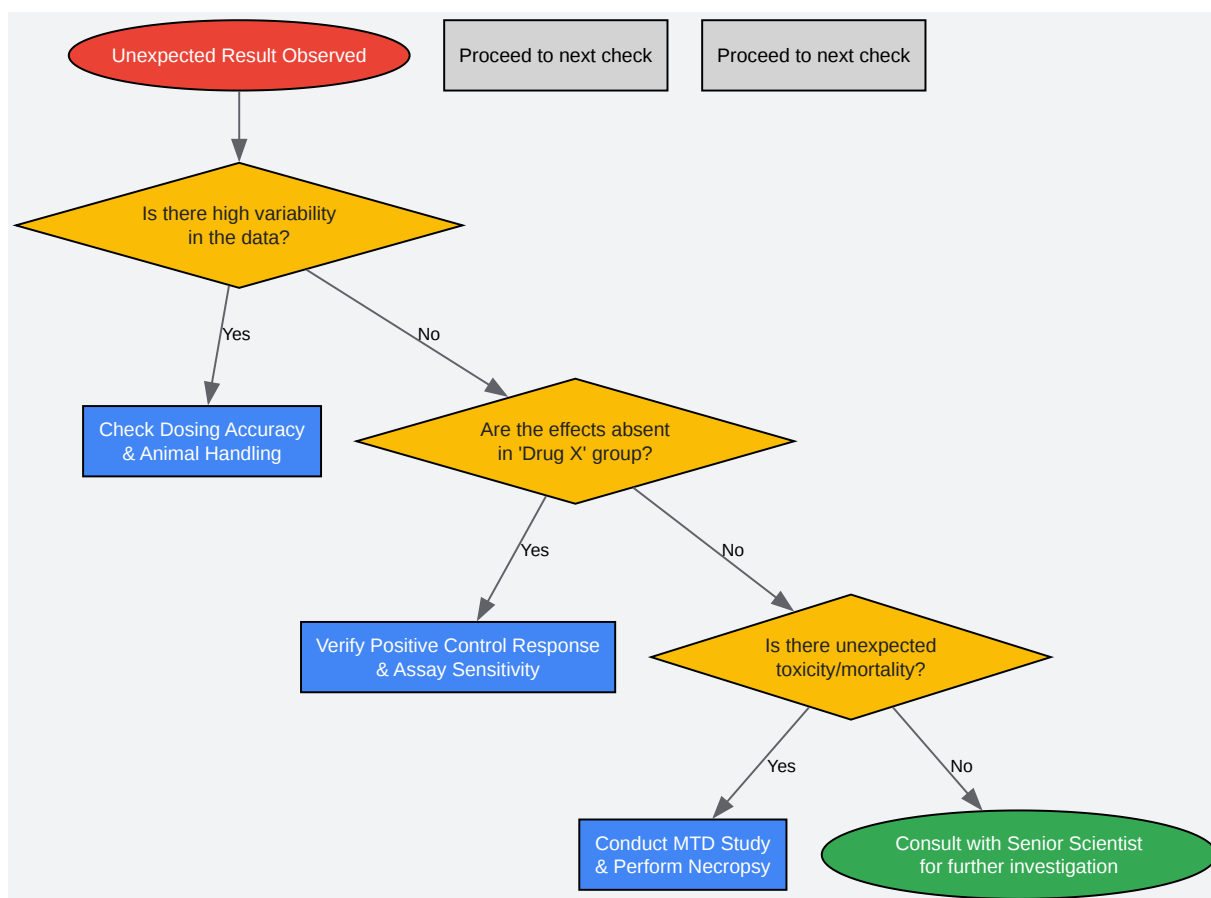 Unexpected Result Observed
Proceed to next check
Proceed to next check
Is there high variability
in the data?
Yes
No
Check Dosing Accuracy
& Animal Handling
Are the effects absent
in 'Drug X' group?
Yes
No
Verify Positive Control Response
& Assay Sensitivity
Is there unexpected
toxicity/mortality?
Yes
No
Conduct MTD Study
& Perform Necropsy
Consult with Senior Scientist
for further investigation